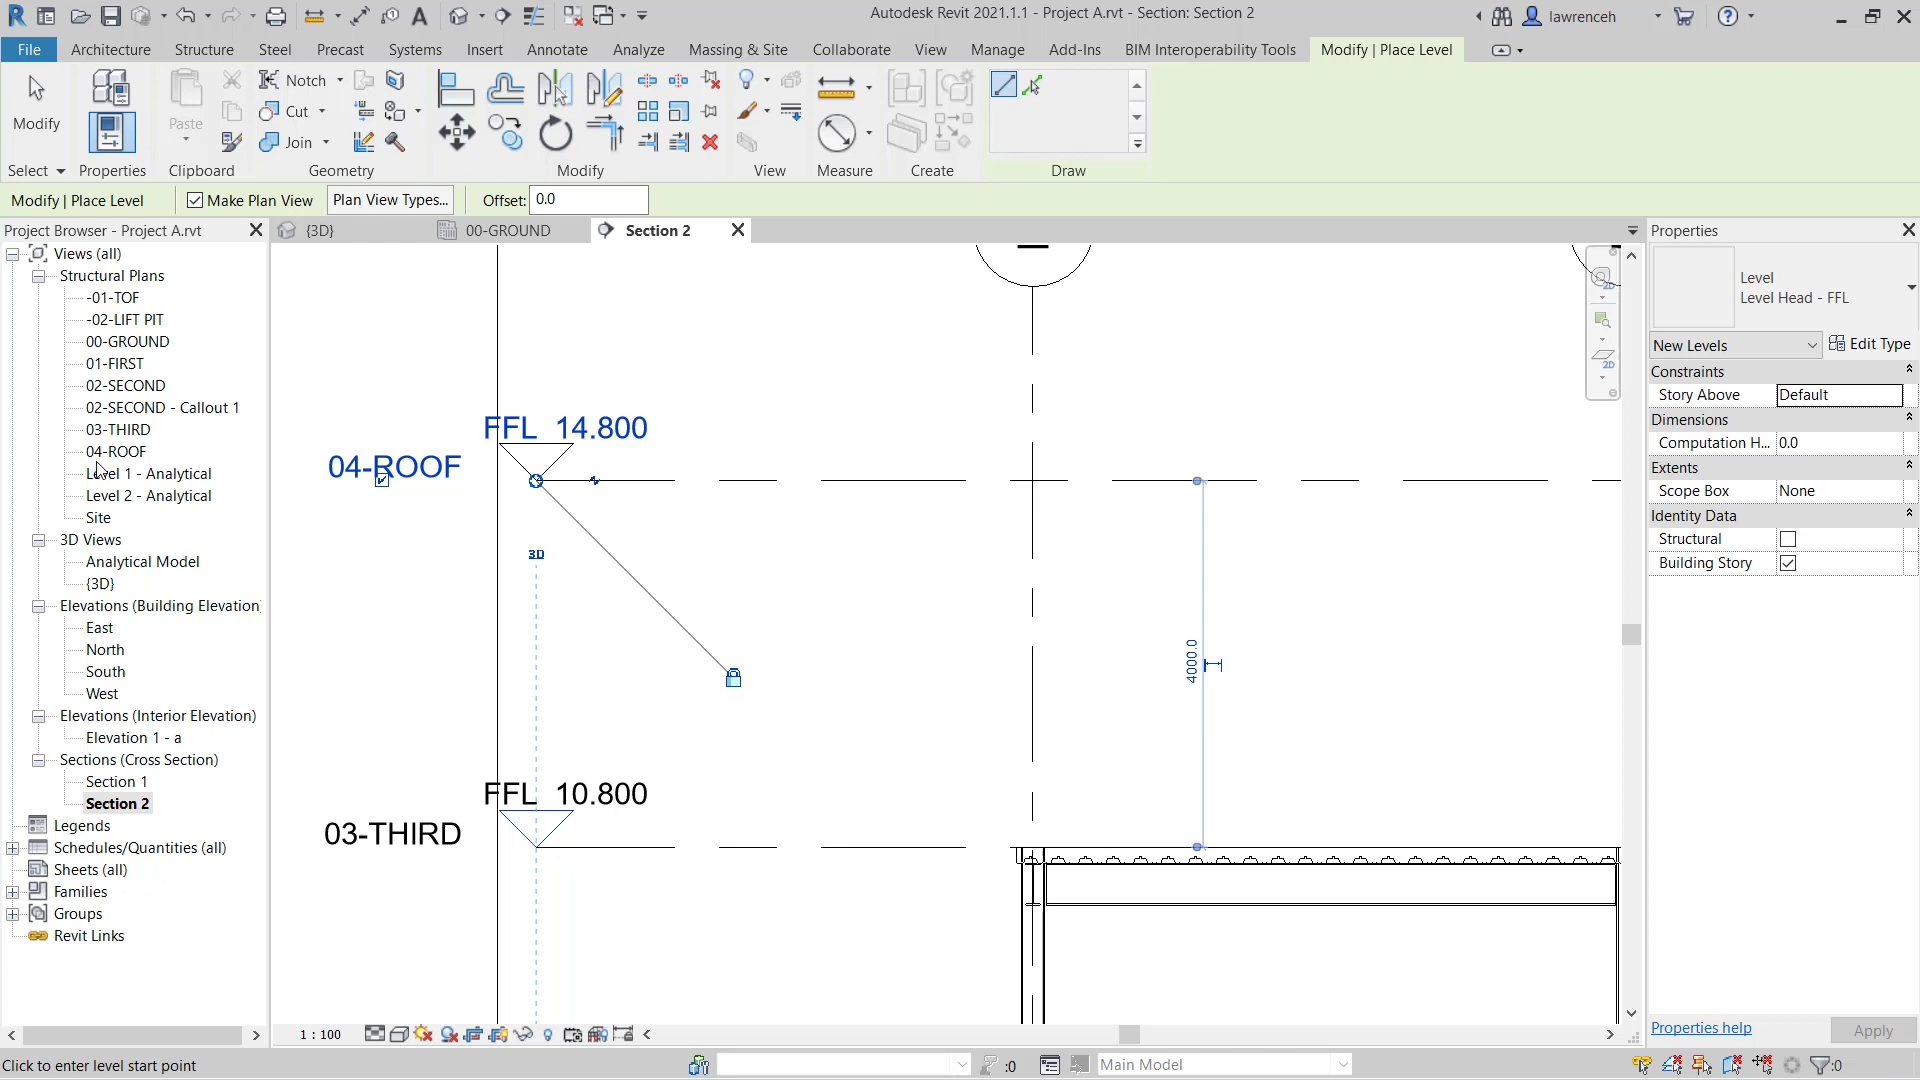 Autodesk Revit 2021.1.1 - Project A.rvt - Section: Section 2
lawrenceh
File Architecture Structure Steel Precast Systems Insert Annotate Analyze Massing & Site Collaborate View Manage Add-Ins BIM Interoperability Tools Modify | Place Level
Modify
Paste
Notch
Cut
Join
Select Properties Clipboard Geometry Modify View Measure Create Draw
Modify | Place Level Make Plan View Plan View Types... Offset: 0.0
Project Browser - Project A.rvt
{3D} 00-GROUND Section 2
Properties
Views (all)
Structural Plans
-01-TOF
-02-LIFT PIT
00-GROUND
01-FIRST
02-SECOND
02-SECOND - Callout 1
03-THIRD
04-ROOF
Level 1 - Analytical
Level 2 - Analytical
Site
3D Views
Analytical Model
{3D}
Elevations (Building Elevation)
East
North
South
West
Elevations (Interior Elevation)
Elevation 1 - a
Sections (Cross Section)
Section 1
Section 2
Legends
Schedules/Quantities (all)
Sheets (all)
Families
Groups
Revit Links
FFL 14.800
04-ROOF
3D
4000.0
FFL 10.800
03-THIRD
2D
2D
Level
Level Head - FFL
New Levels Edit Type
Constraints
Story Above Default
Dimensions
Computation H... 0.0
Extents
Scope Box None
Identity Data
Structural
Building Story
Properties help Apply
1 : 100
Click to enter level start point
:0
Main Model
:0